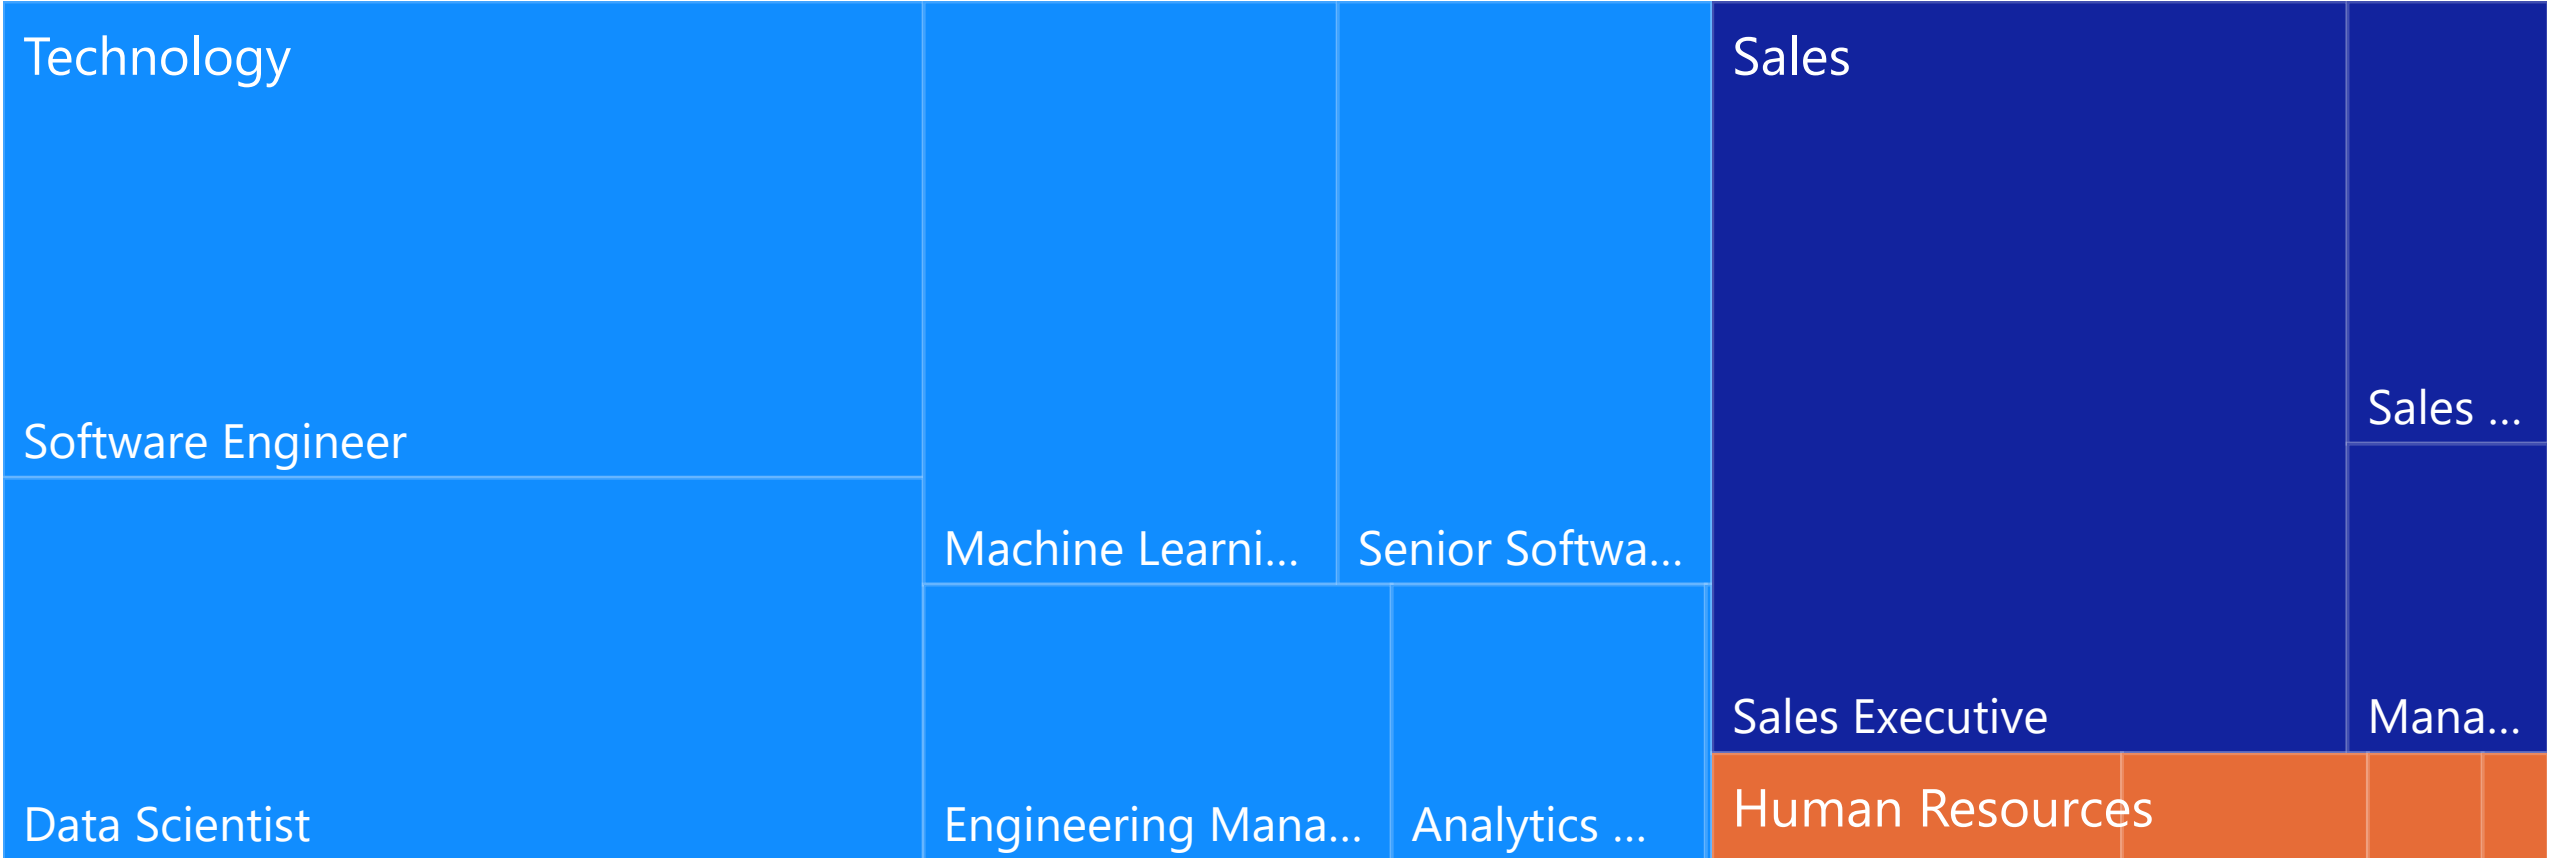 Technology
Software Engineer
Data Scientist
Machine Learni...
Senior Softwa...
Engineering Mana...
Analytics ...
Sales
Sales Executive
Sales ...
Mana...
Human Resources